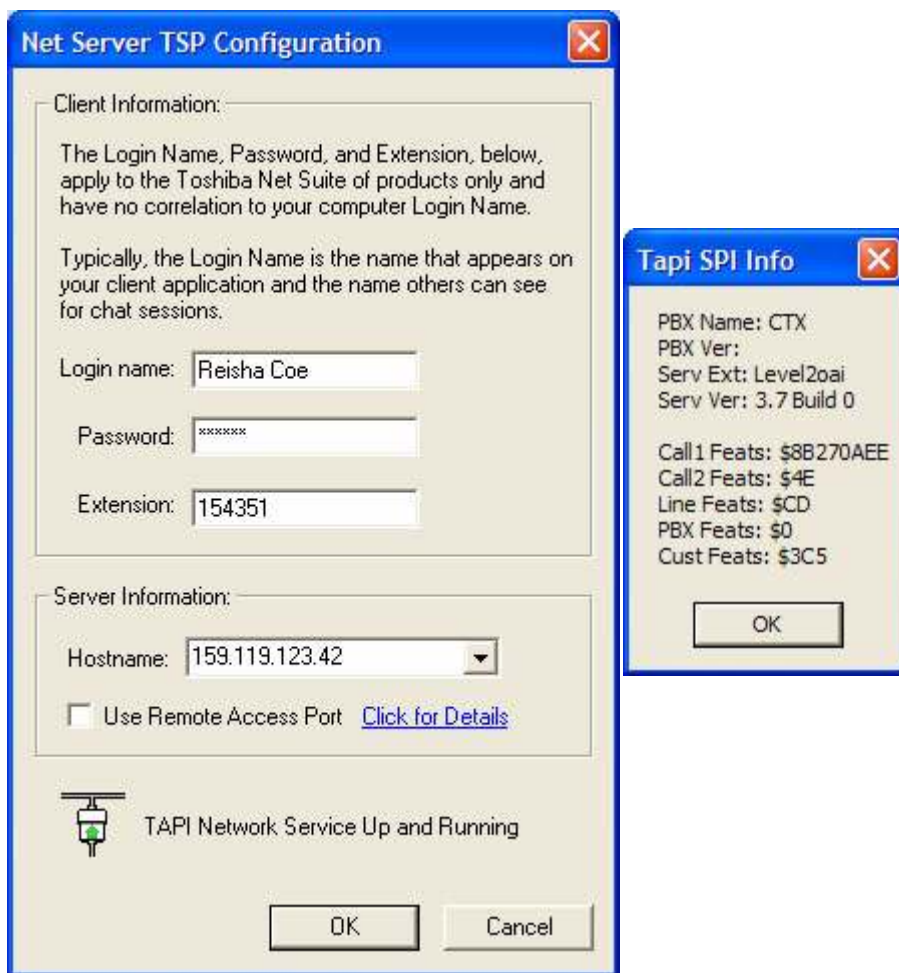 Net Server TSP Configuration
Client Information:
The Login Name, Password, and Extension, below,
apply to the Toshiba Net Suite of products only and
have no correlation to your computer Login Name.
Typically, the Login Name is the name that appears on
your client application and the name others can see
for chat sessions.
Login name: Reisha Coe
Password: ******
Extension: 154351
Server Information:
Hostname: 159.119.123.42
Use Remote Access Port Click for Details
TAPI Network Service Up and Running
OK Cancel
Tapi SPI Info
PBX Name: CTX
PBX Ver:
Serv Ext: Level2oai
Serv Ver: 3.7 Build 0
Call1 Feats: $8B270AEE
Call2 Feats: $4E
Line Feats: $CD
PBX Feats: $0
Cust Feats: $3C5
OK